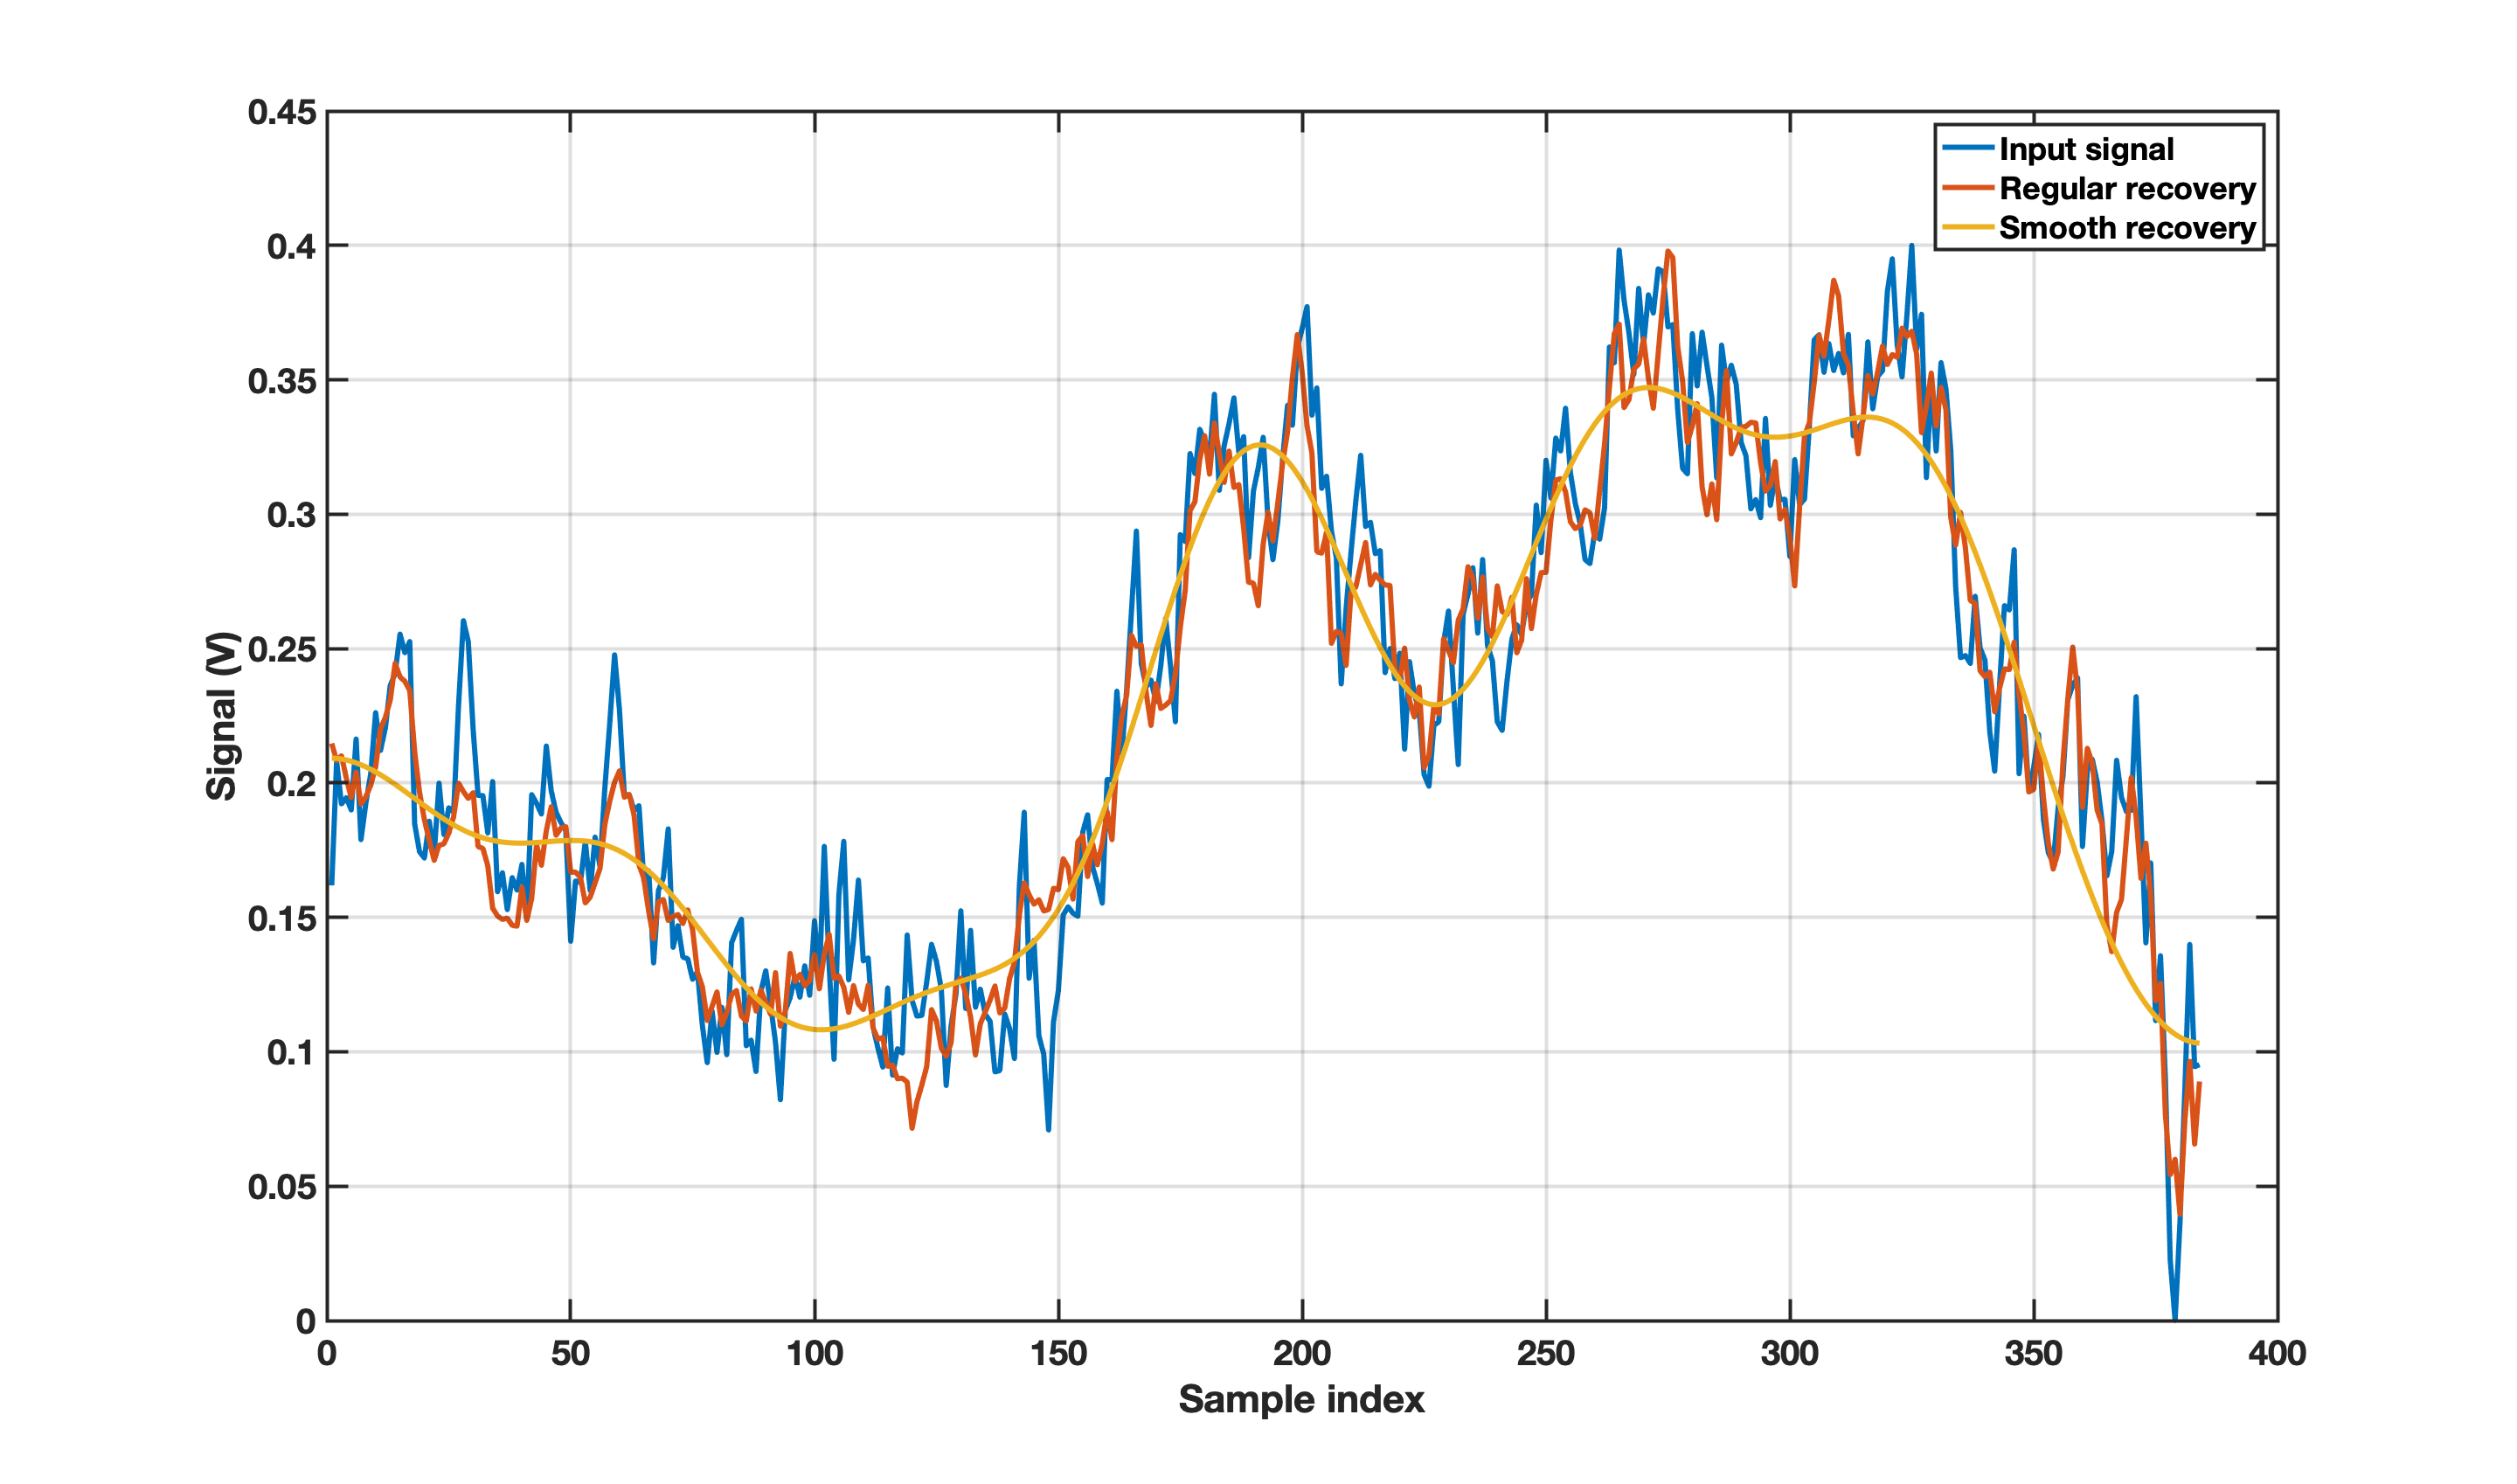 0.45
0.4
0.35
0.3
0.25
0.2
0.15
0.1
0.05
0
Signal (V)
Input signal
Regular recovery
Smooth recovery
0 50 100 150 200 250 300 350 400
Sample index